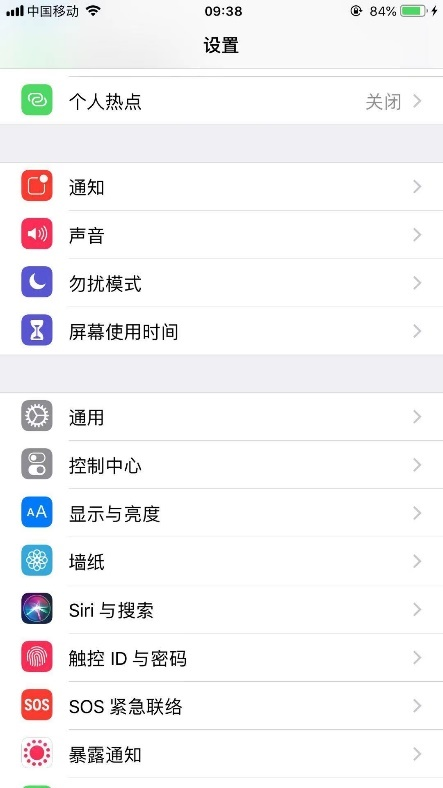 中国移动 09:38 84%
设置
个人热点 关闭
通知
声音
勿扰模式
屏幕使用时间
通用
控制中心
AA 显示与亮度
墙纸
Siri 与搜索
触控 ID 与密码
SOS SOS 紧急联络
暴露通知